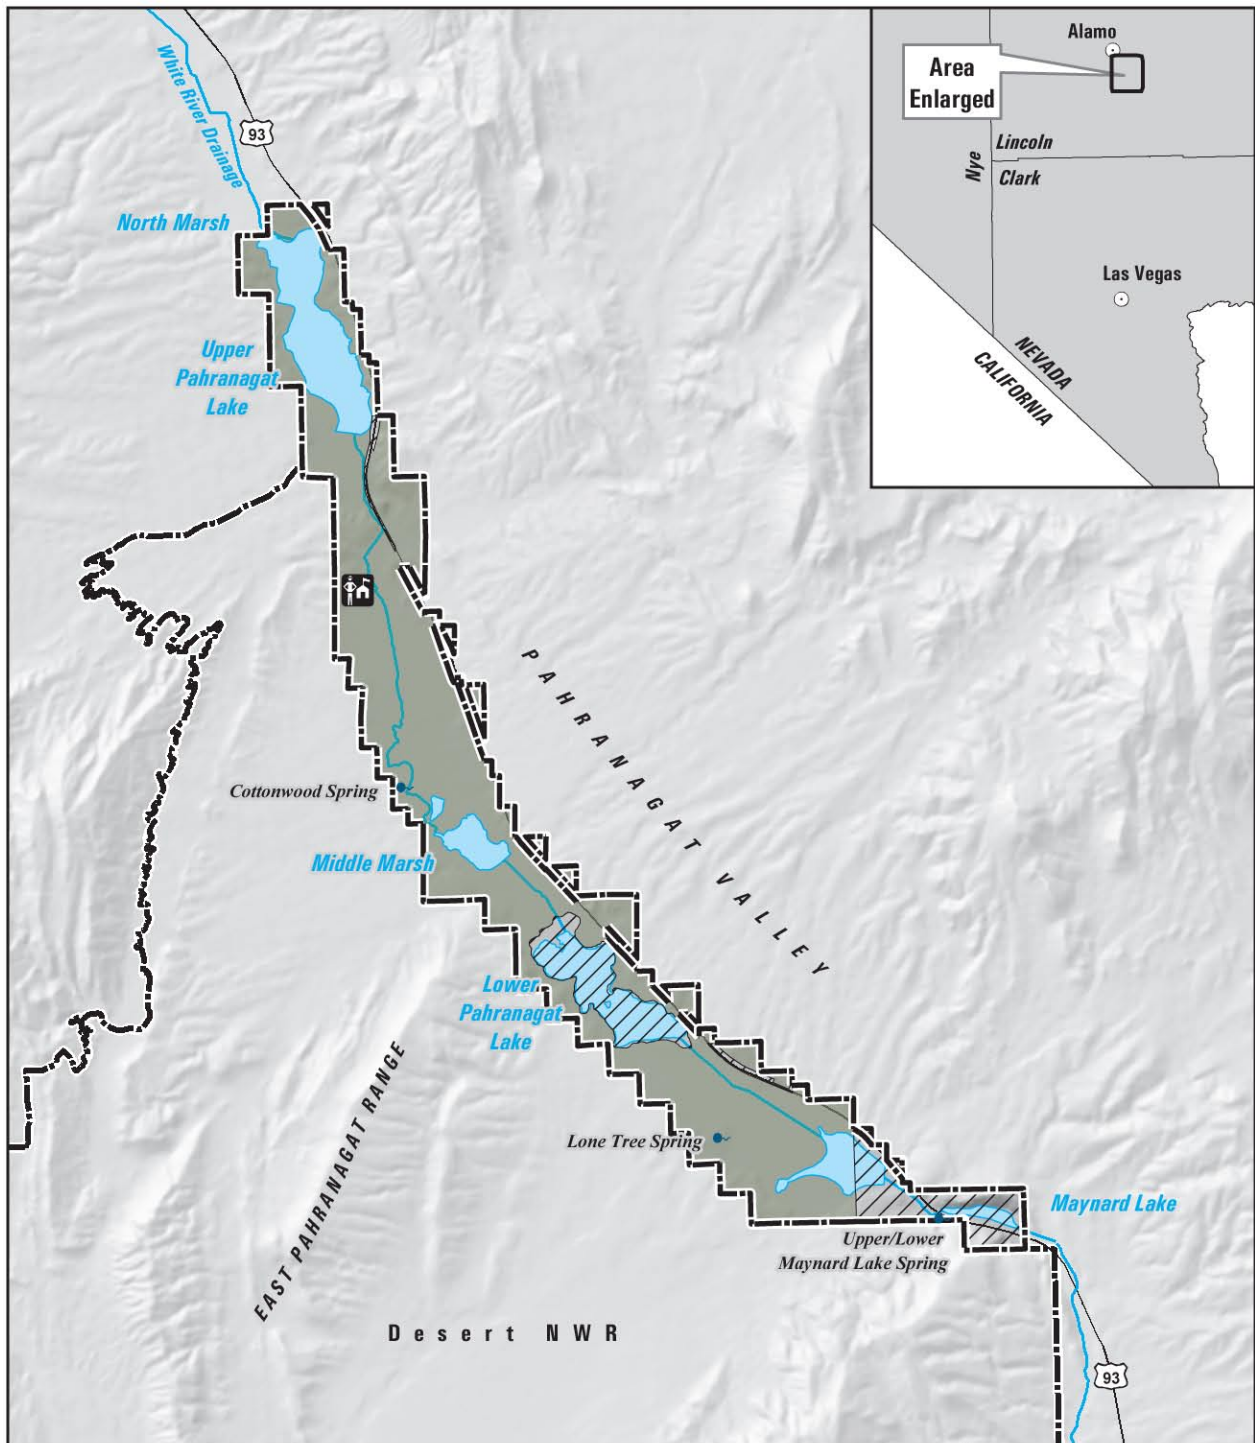 Alamo
Area
Enlarged
Lincoln
Nye
Clark
Las Vegas
NEVADA
CALIFORNIA
White River Drainage
93
North Marsh
Upper
Pahranagat
Lake
PAHRANAGAT VALLEY
Cottonwood Spring
Middle Marsh
Lower
Pahranagat
Lake
EAST PAHRANAGAT RANGE
Lone Tree Spring
Maynard Lake
Upper/Lower
Maynard Lake Spring
Desert NWR
93